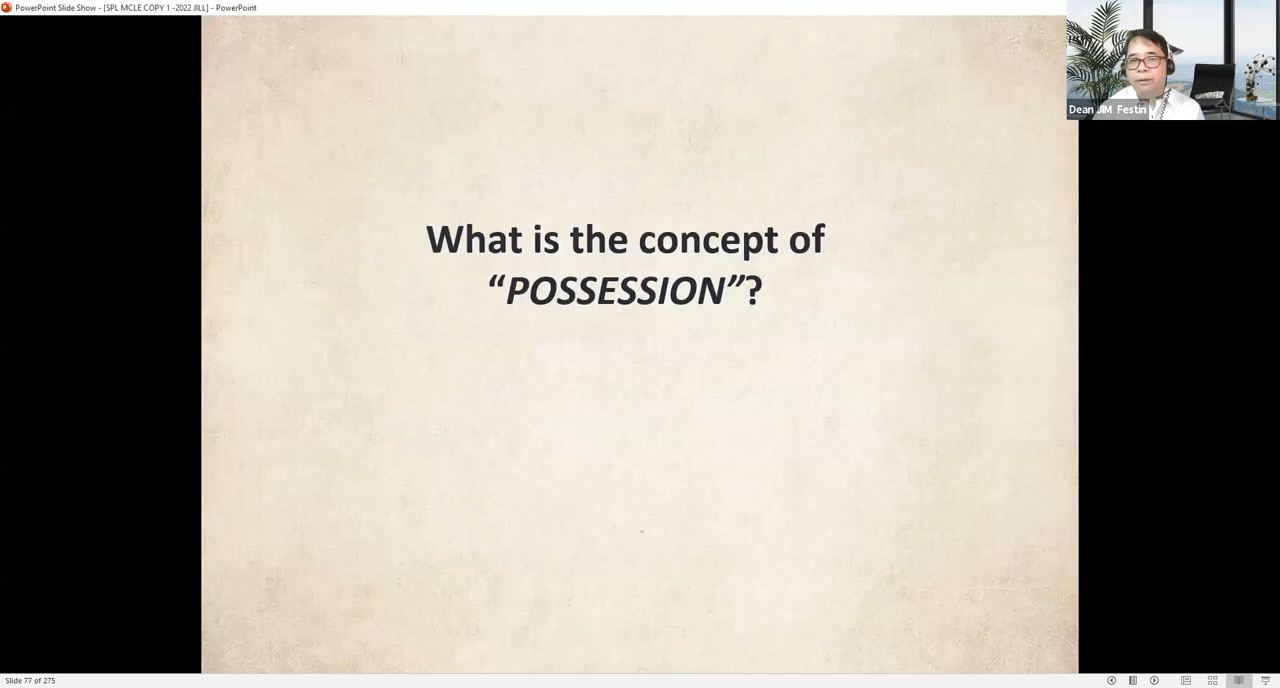 PowerPoint Slide Show - [SPL MCLE COPY 1 -2022 JILL] - PowerPoint
Dean JIM Festin
What is the concept of
“POSSESSION”?
Slide 77 of 275